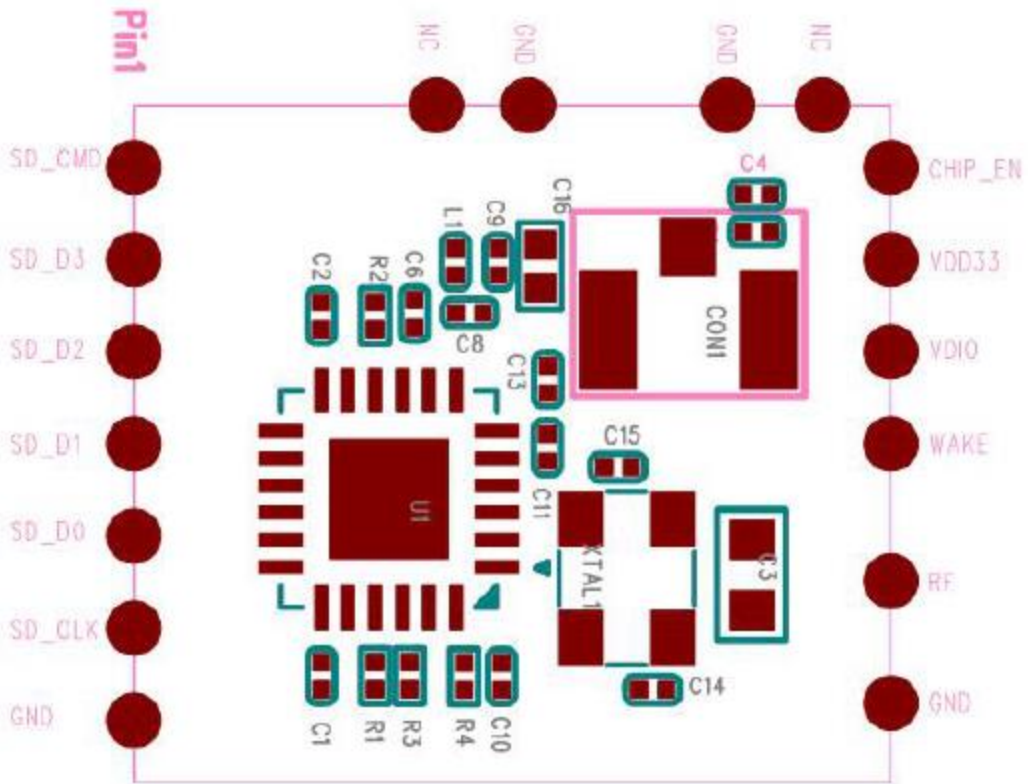 Pin1
NC
GND
GND
NC
SD_CMD
CHIP_EN
C4
C16
L1
C9
SD_D3
VDD33
C2
R2
C6
CON1
SD_D2
C8
VDIO
C13
SD_D1
C15
WAKE
U1
C11
SD_D0
XTAL1
C3
RF
SD_CLK
C14
GND
C1
R1
R3
R4
C10
GND